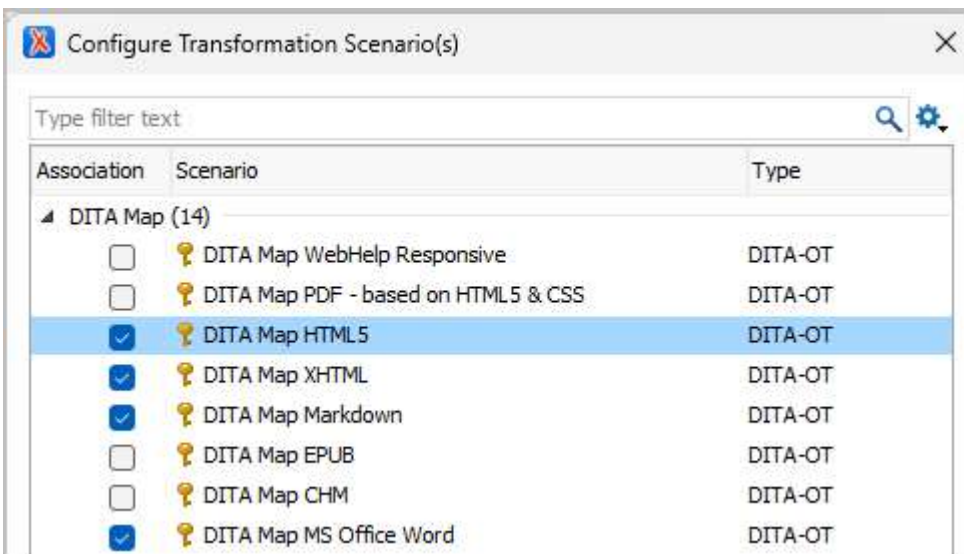 Configure Transformation Scenario(s)
Type filter text
Association Scenario Type
DITA Map (14)
DITA Map WebHelp Responsive DITA-OT
DITA Map PDF - based on HTML5 & CSS DITA-OT
DITA Map HTML5 DITA-OT
DITA Map XHTML DITA-OT
DITA Map Markdown DITA-OT
DITA Map EPUB DITA-OT
DITA Map CHM DITA-OT
DITA Map MS Office Word DITA-OT